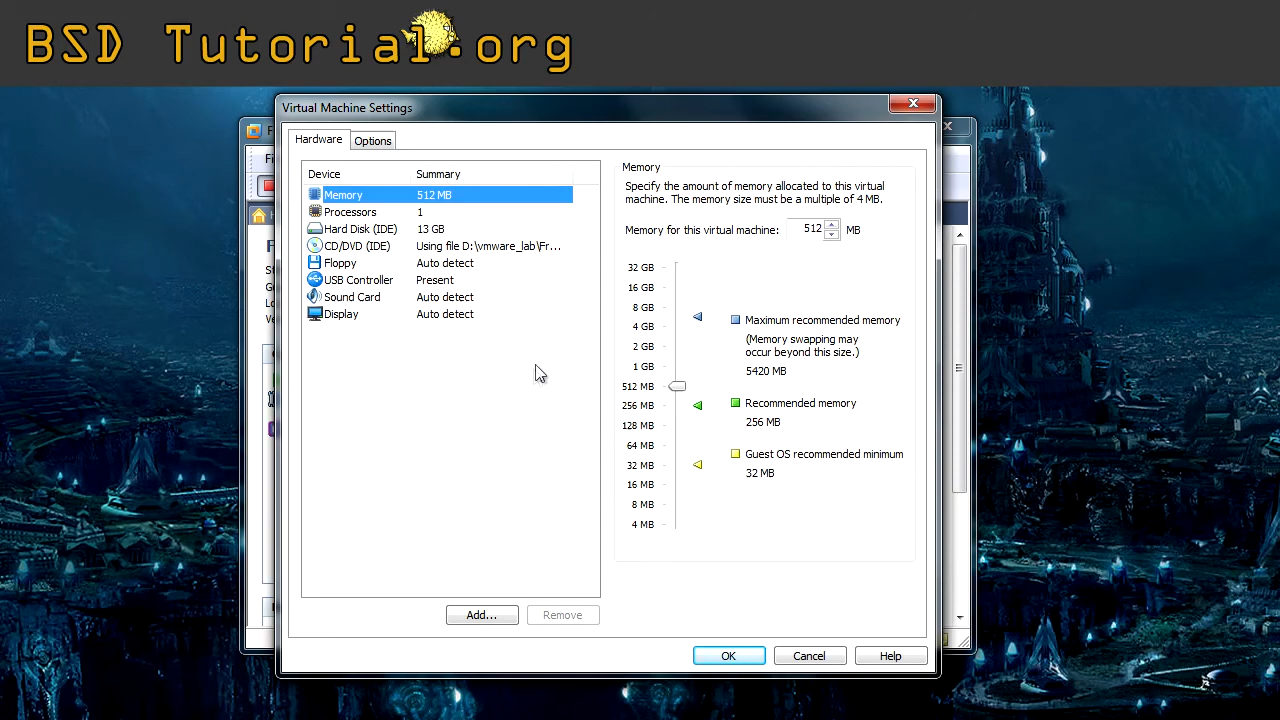 BSD Tutorial.org
Virtual Machine Settings
Hardware
Options
Device Summary
Memory 512 MB
Processors 1
Hard Disk (IDE) 13 GB
CD/DVD (IDE) Using file D:\vmware_lab\Fr...
Floppy Auto detect
USB Controller Present
Sound Card Auto detect
Display Auto detect
Add...
Remove
Memory
Specify the amount of memory allocated to this virtual
machine. The memory size must be a multiple of 4 MB.
Memory for this virtual machine: 512 MB
32 GB
16 GB
8 GB
4 GB
2 GB
1 GB
512 MB
256 MB
128 MB
64 MB
32 MB
16 MB
8 MB
4 MB
Maximum recommended memory
(Memory swapping may
occur beyond this size.)
5420 MB
Recommended memory
256 MB
Guest OS recommended minimum
32 MB
OK
Cancel
Help